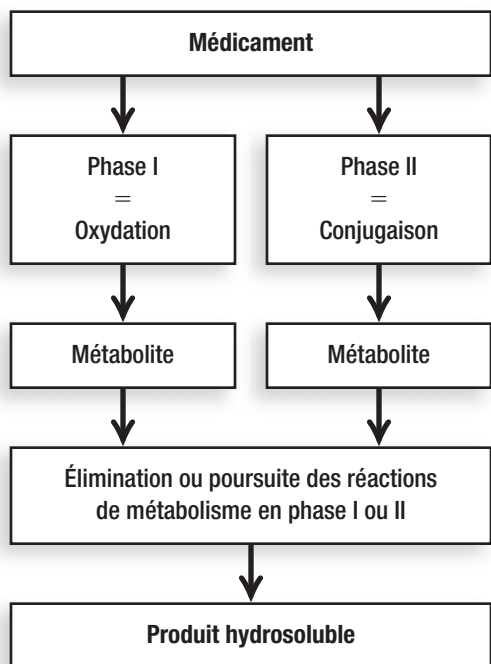 Médicament
Phase I
=
Oxydation
Phase II
=
Conjugaison
Métabolite
Métabolite
Élimination ou poursuite des réactions
de métabolisme en phase I ou II
Produit hydrosoluble